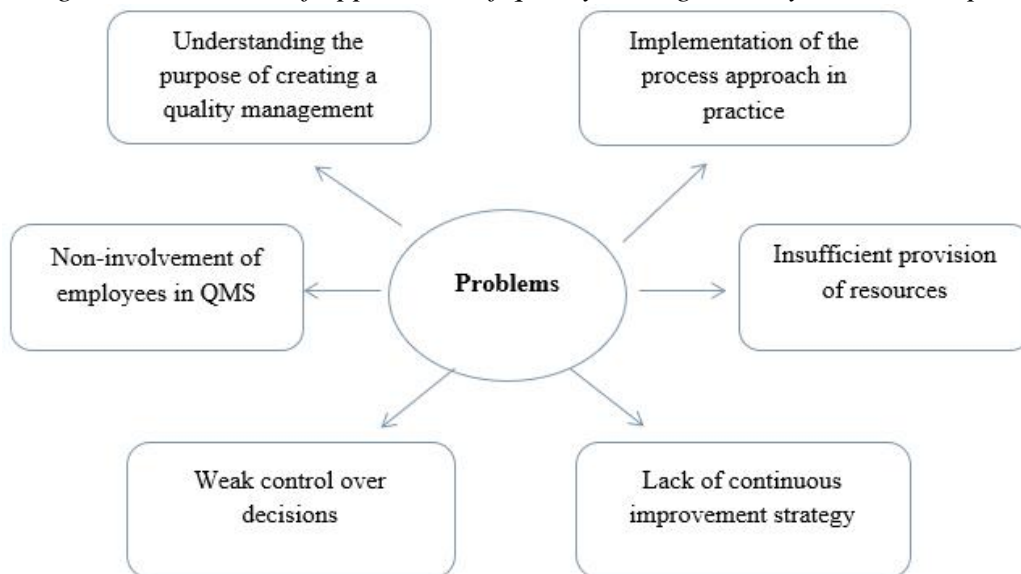 Understanding the
purpose of creating a
quality management
Implementation of the
process approach in
practice
Non-involvement of
employees in QMS
Problems
Insufficient provision
of resources
Weak control over
decisions
Lack of continuous
improvement strategy